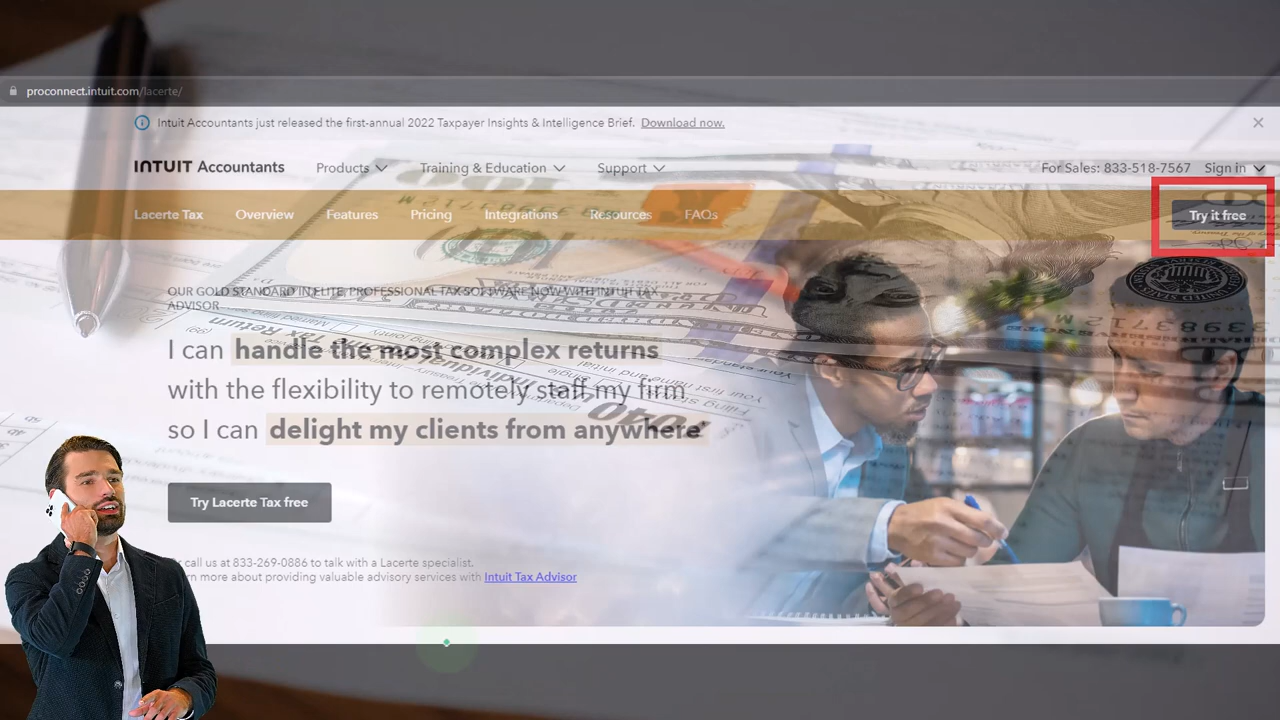 proconnect.intuit.com/lacerte/
Intuit Accountants just released the first-annual 2022 Taxpayer Insights & Intelligence Brief. Download now.
INTUIT Accountants Products Training & Education Support For Sales: 833-518-7567 Sign in
Lacerte Tax Overview Features Pricing Integrations Resources FAQs Try it free
OUR GOLD STANDARD IN ELITE, PROFESSIONAL TAX SOFTWARE NOW WITH INTUIT TAX
ADVISOR
Tax Return
I can handle the most complex returns
with the flexibility to remotely staff my firm
so I can delight my clients from anywhere
1040
Try Lacerte Tax free
call us at 833-269-0886 to talk with a Lacerte specialist.
more about providing valuable advisory services with Intuit Tax Advisor